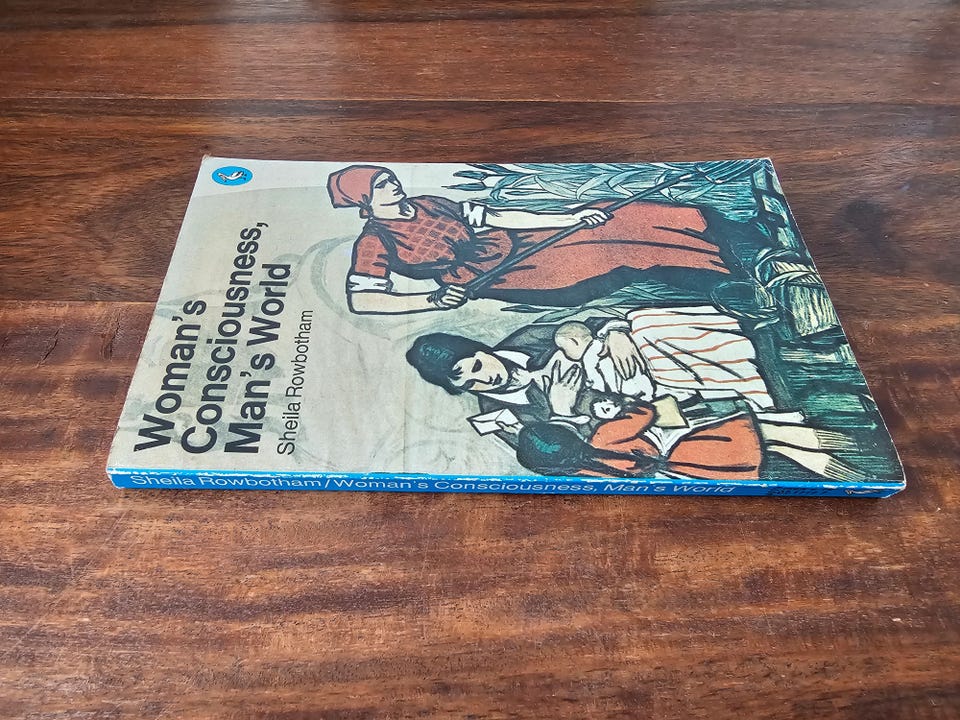 Woman's
Consciousness,
Man's World
Sheila Rowbotham
Sheila Rowbotham/Woman's Consciousness, Man's World